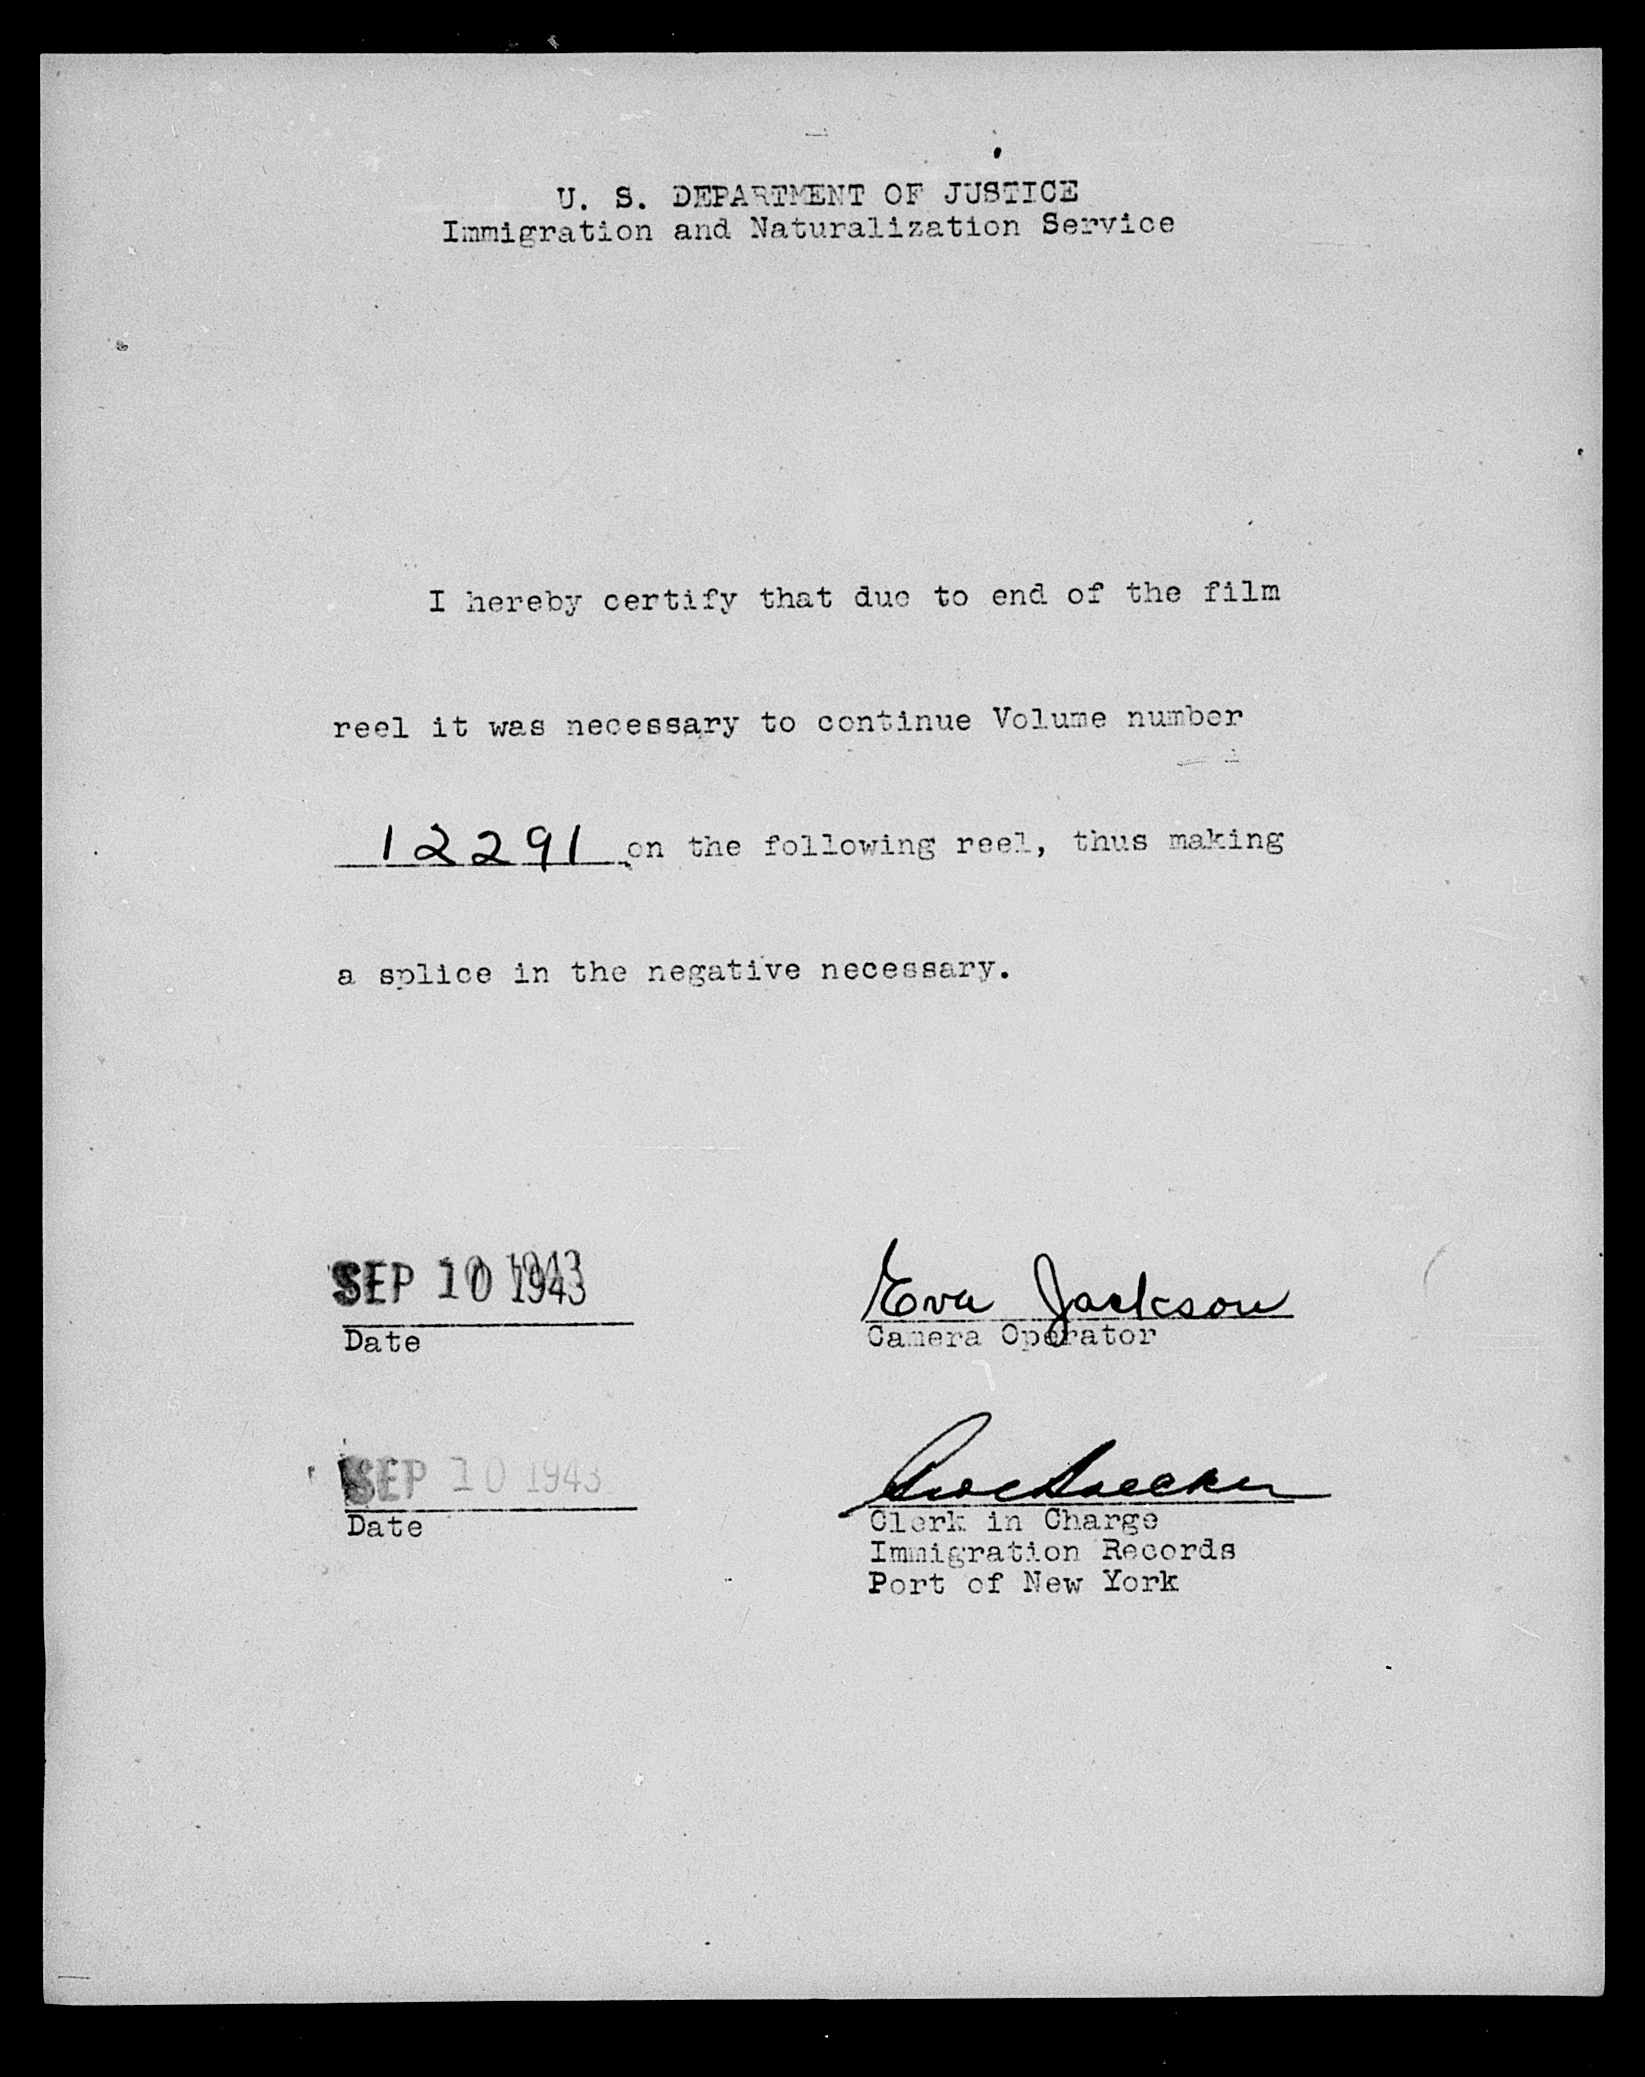 U. S. DEPARTMENT OF JUSTICE
Immigration and Naturalization Service
I hereby certify that due to end of the film
reel it was necessary to continue Volume number
12291 on the following reel, thus making
a splice in the negative necessary.
SEP 10 1943
Eva Jackson
Date
Camera Operator
SEP 10 1943
Date
Clerk in Charge
Immigration Records
Port of New York